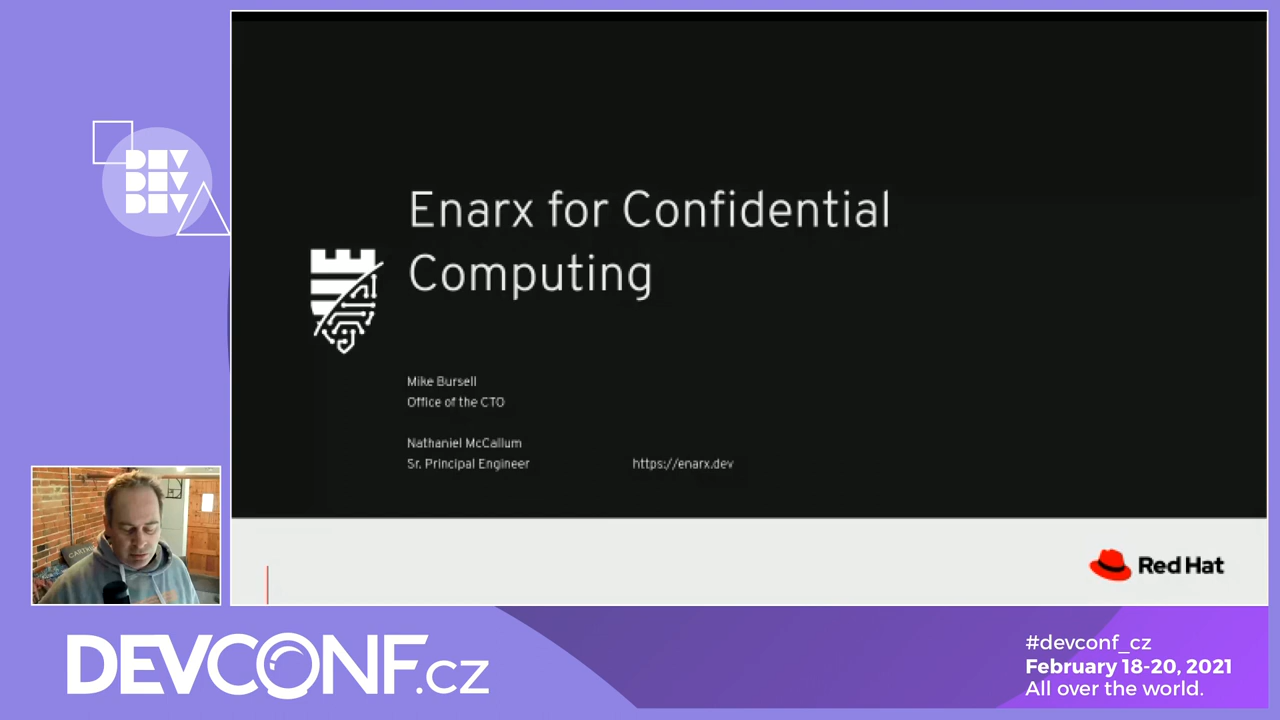 DEV
DEV
DEV
Enarx for Confidential
Computing
Mike Bursell
Office of the CTO
Nathaniel McCallum
Sr. Principal Engineer
https://enarx.dev
Red Hat
DEVCONF.cz
#devconf_cz
February 18-20, 2021
All over the world.